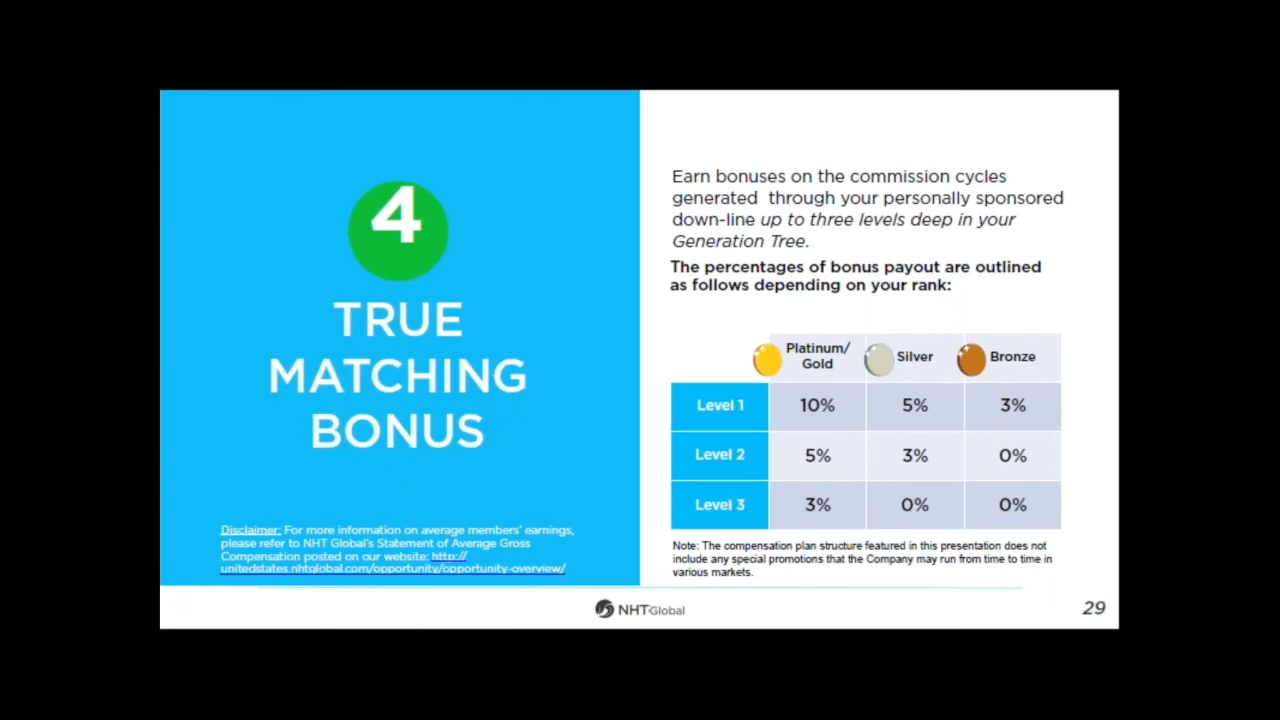 4
TRUE
MATCHING
BONUS
Disclaimer: For more information on average members' earnings,
please refer to NHT Global's Statement of Average Gross
Compensation posted on our website: http://
unitedstates.nhtglobal.com/opportunity/opportunity-overview/
Earn bonuses on the commission cycles
generated through your personally sponsored
down-line up to three levels deep in your
Generation Tree.
The percentages of bonus payout are outlined
as follows depending on your rank:
Platinum/
Gold
Silver
Bronze
Level 1 10% 5% 3%
Level 2 5% 3% 0%
Level 3 3% 0% 0%
Note: The compensation plan structure featured in this presentation does not
include any special promotions that the Company may run from time to time in
various markets.
NHT Global
29